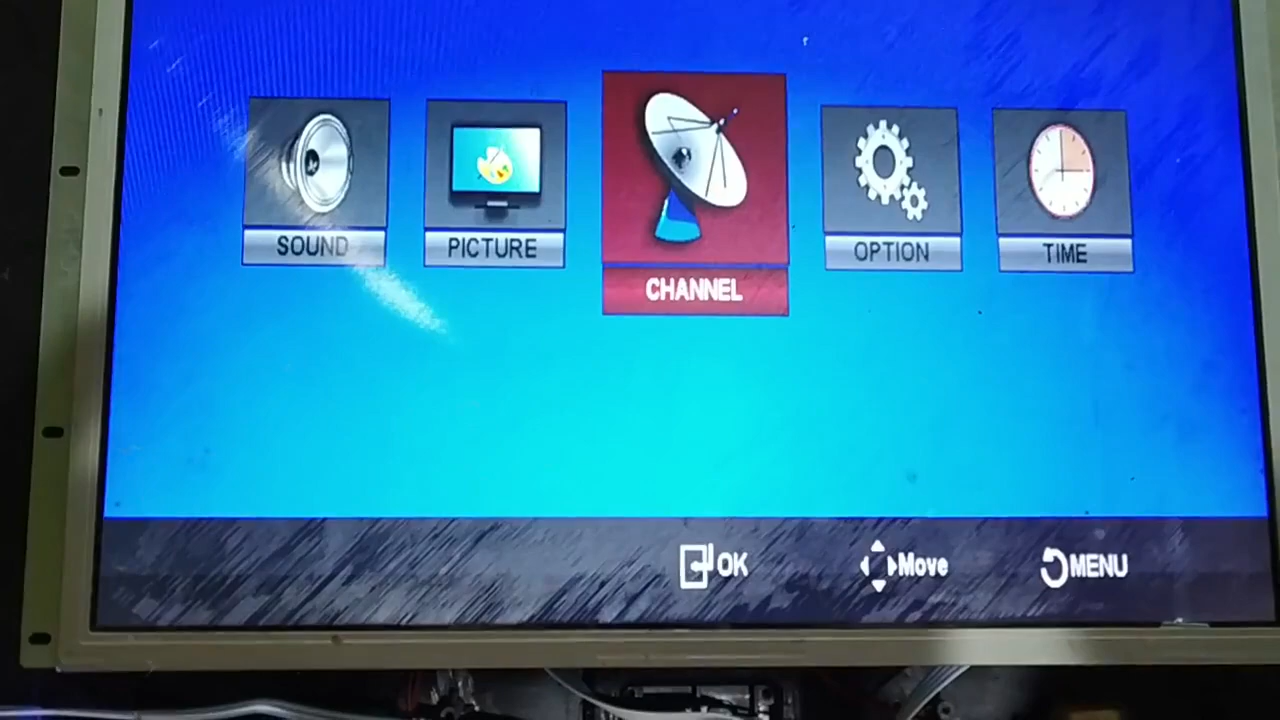 SOUND
PICTURE
CHANNEL
OPTION
TIME
OK
Move
MENU